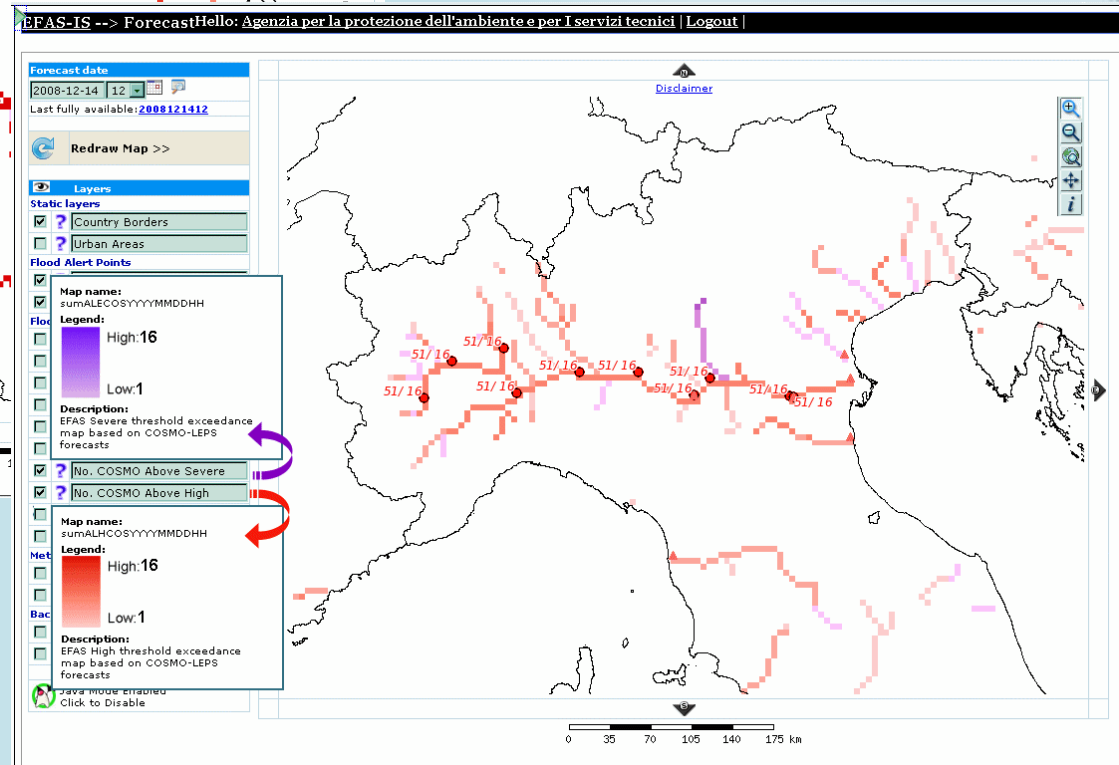 EFAS-IS --> Forecast Hello: Agenzia per la protezione dell'ambiente e per I servizi tecnici | Logout |
Forecast date
2008-12-14 12
Last fully available: 2008121412
Redraw Map >>
Layers
Static layers
? Country Borders
? Urban Areas
Flood Alert Points
Map name:
sumALECOSYYYYMMDDHH
Legend:
High:16
Low:1
Description:
EFAS Severe threshold exceedance
map based on COSMO-LEPS
forecasts
Floo
? No. COSMO Above Severe
? No. COSMO Above High
Map name:
sumALHCOSYYYYMMDDHH
Legend:
High:16
Low:1
Description:
EFAS High threshold exceedance
map based on COSMO-LEPS
forecasts
Met
Bac
Java Mode Enabled
Click to Disable
N
Disclaimer
i
51/ 16
51/ 16
51/ 16
51/ 16
51/ 16
51/ 16
51/ 16
51/ 16
51/ 16
51/ 16
S
0 35 70 105 140 175 km